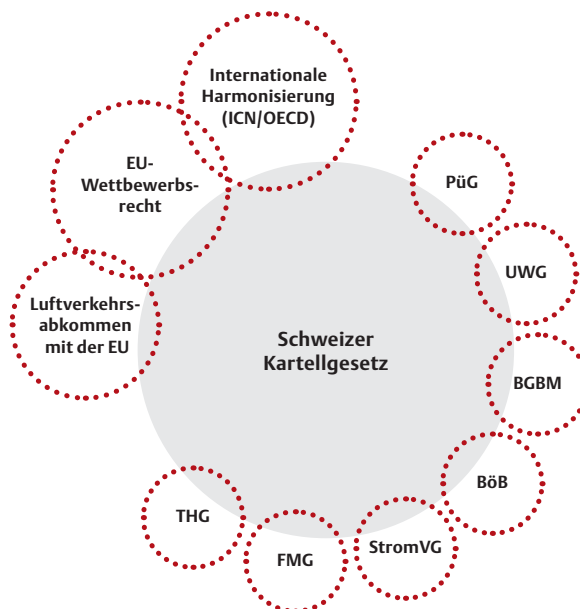 Internationale
Harmonisierung
(ICN/OECD)
EU-
Wettbewerbs-
recht
Luftverkehrs-
abkommen
mit der EU
Schweizer
Kartellgesetz
PüG
UWG
BGBM
BöB
StromVG
FMG
THG